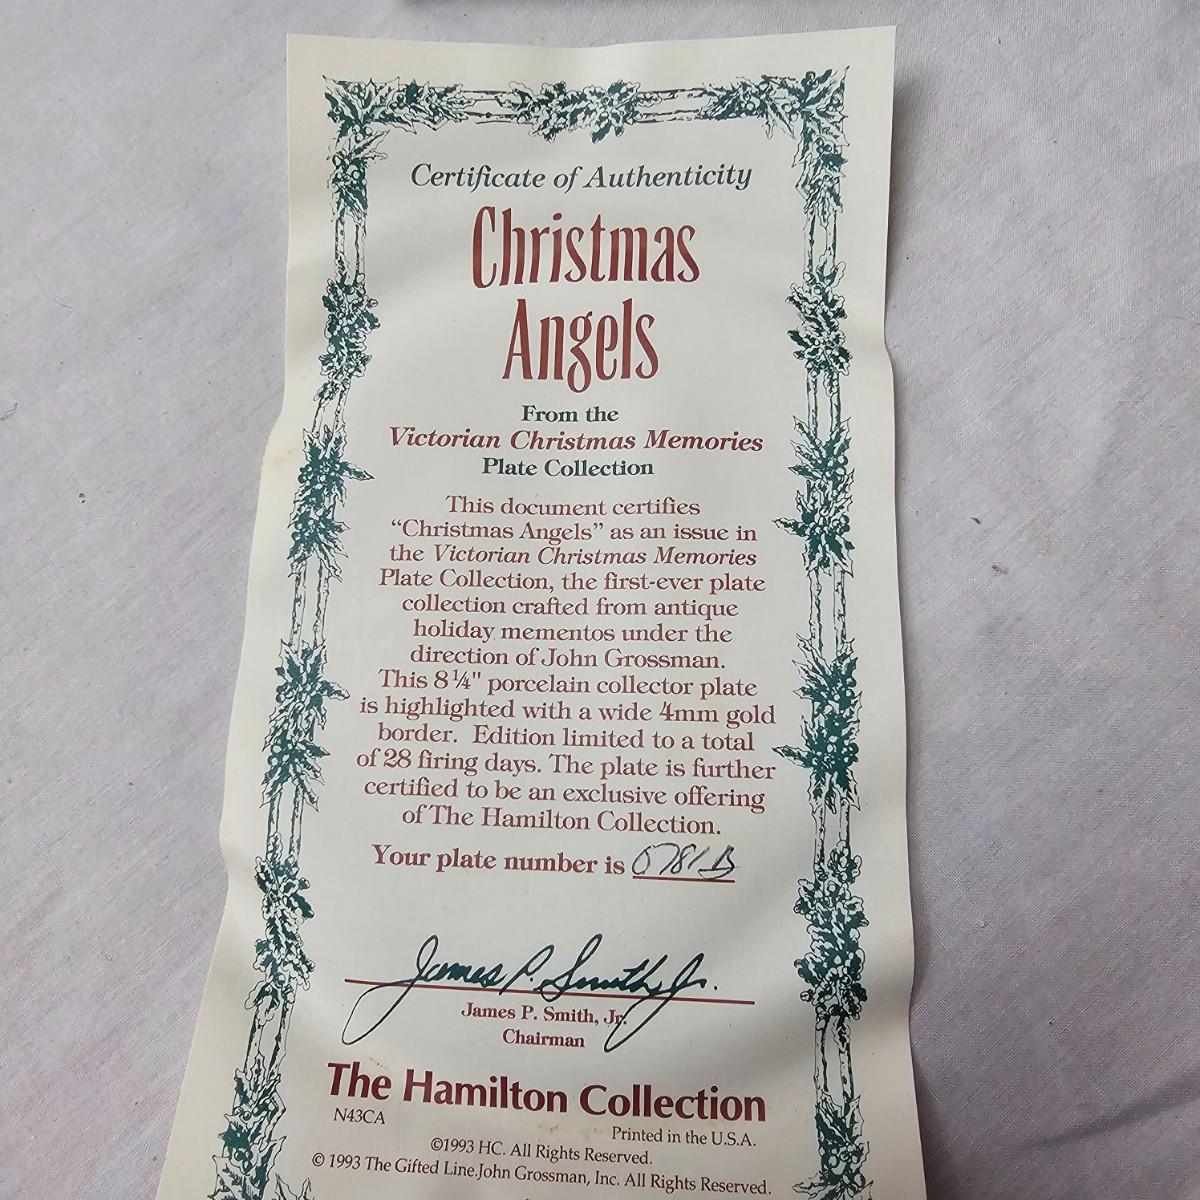 Certificate of Authenticity
Christmas
Angels
From the
Victorian Christmas Memories
Plate Collection
This document certifies
“Christmas Angels” as an issue in
the Victorian Christmas Memories
Plate Collection, the first-ever plate
collection crafted from antique
holiday mementos under the
direction of John Grossman.
This 8¼" porcelain collector plate
is highlighted with a wide 4mm gold
border. Edition limited to a total
of 28 firing days. The plate is further
certified to be an exclusive offering
of The Hamilton Collection.
Your plate number is 0781B
James P. Smith, Jr.
James P. Smith, Jr.
Chairman
The Hamilton Collection
N43CA
Printed in the U.S.A.
©1993 HC. All Rights Reserved.
© 1993 The Gifted Line.John Grossman, Inc. All Rights Reserved.